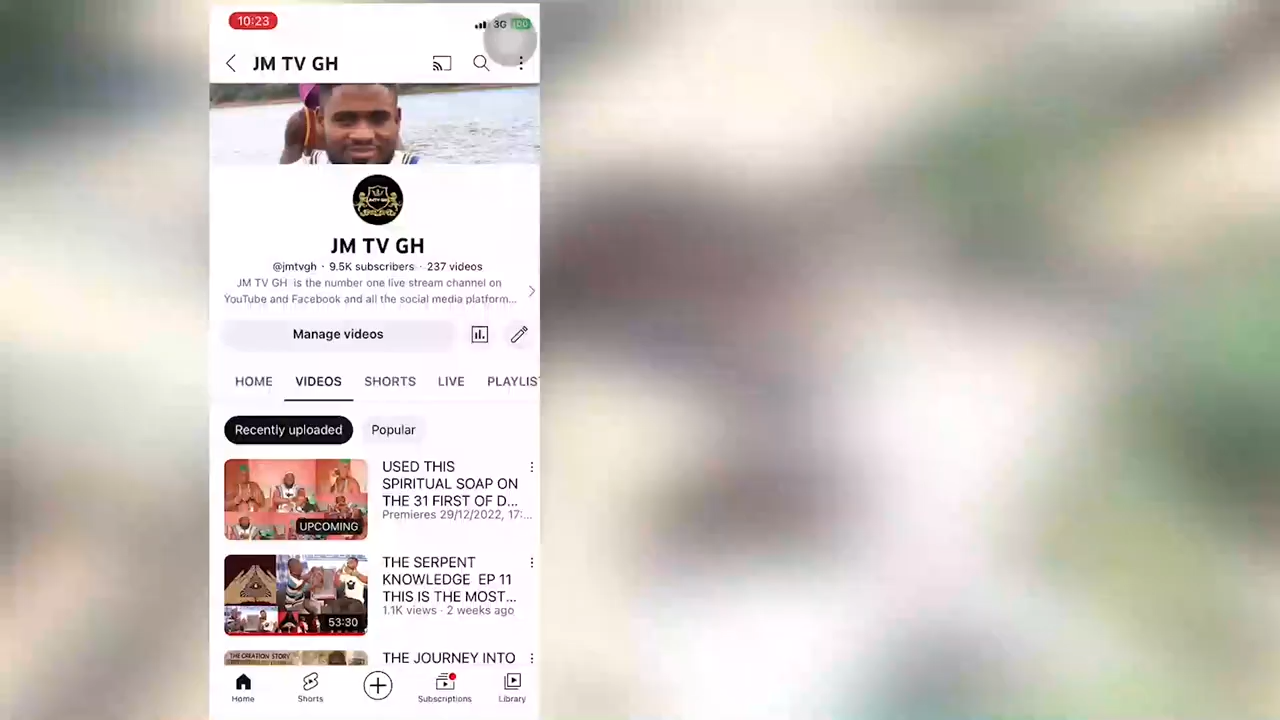 10:23
3G 100
JM TV GH
JM TV GH
@jmtvgh · 9.5K subscribers · 237 videos
JM TV GH is the number one live stream channel on
YouTube and Facebook and all the social media platform...
Manage videos
HOME VIDEOS SHORTS LIVE PLAYLIS
Recently uploaded Popular
USED THIS
SPIRITUAL SOAP ON
THE 31 FIRST OF D...
Premieres 29/12/2022, 17:...
UPCOMING
THE SERPENT
KNOWLEDGE EP 11
THIS IS THE MOST...
1.1K views · 2 weeks ago
53:30
THE CREATION STORY
THE JOURNEY INTO
Home Shorts Subscriptions Library